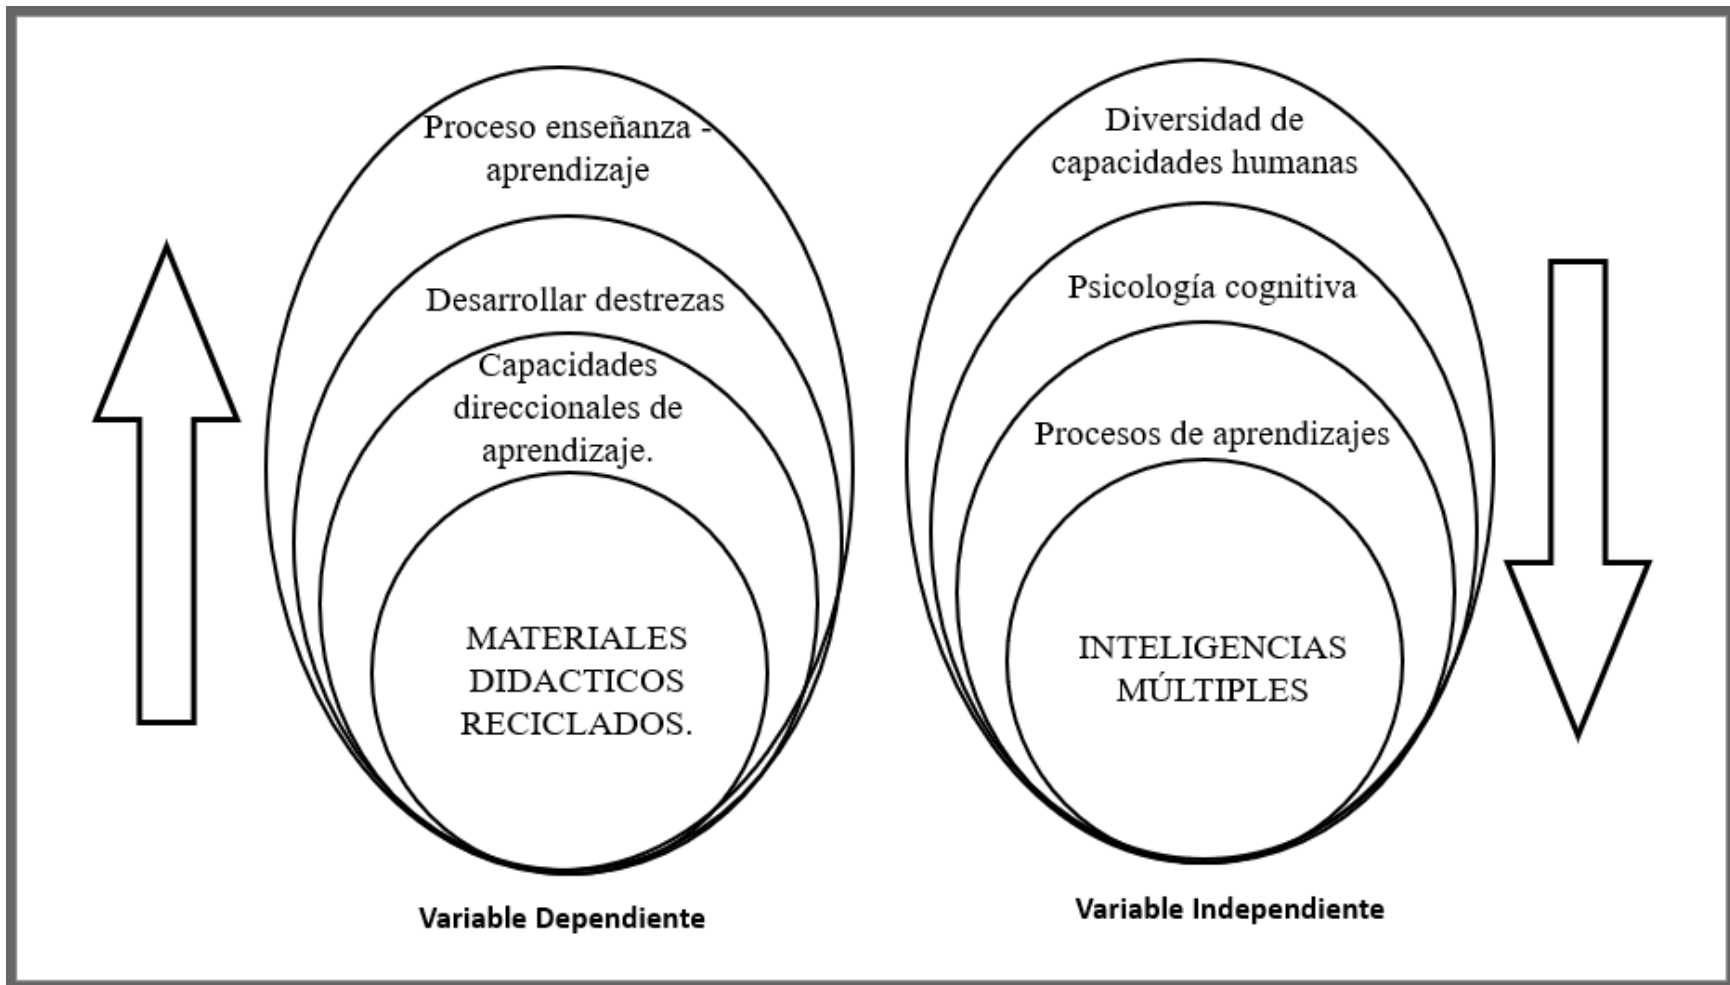 Proceso enseñanza -
aprendizaje
Desarrollar destrezas
Capacidades
direccionales de
aprendizaje.
MATERIALES
DIDACTICOS
RECICLADOS.
Variable Dependiente
Diversidad de
capacidades humanas
Psicología cognitiva
Procesos de aprendizajes
INTELIGENCIAS
MÚLTIPLES
Variable Independiente